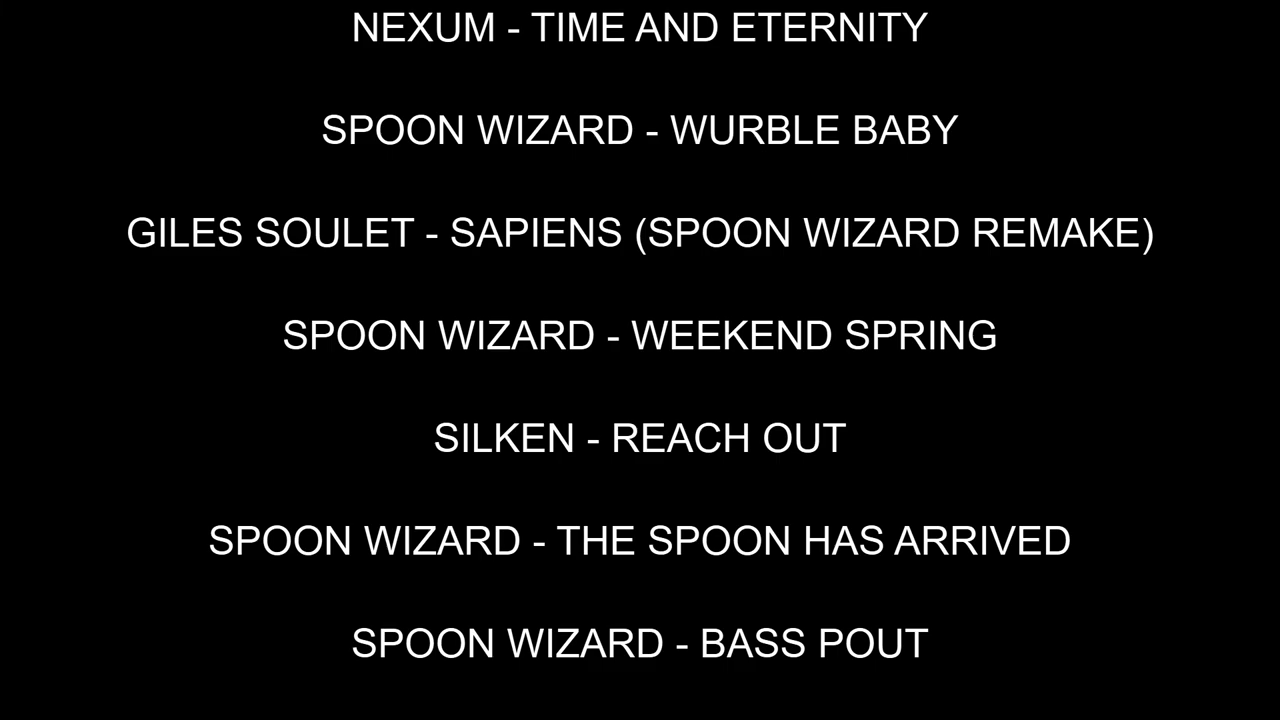 NEXUM - TIME AND ETERNITY
SPOON WIZARD - WURBLE BABY
GILES SOULET - SAPIENS (SPOON WIZARD REMAKE)
SPOON WIZARD - WEEKEND SPRING
SILKEN - REACH OUT
SPOON WIZARD - THE SPOON HAS ARRIVED
SPOON WIZARD - BASS POUT